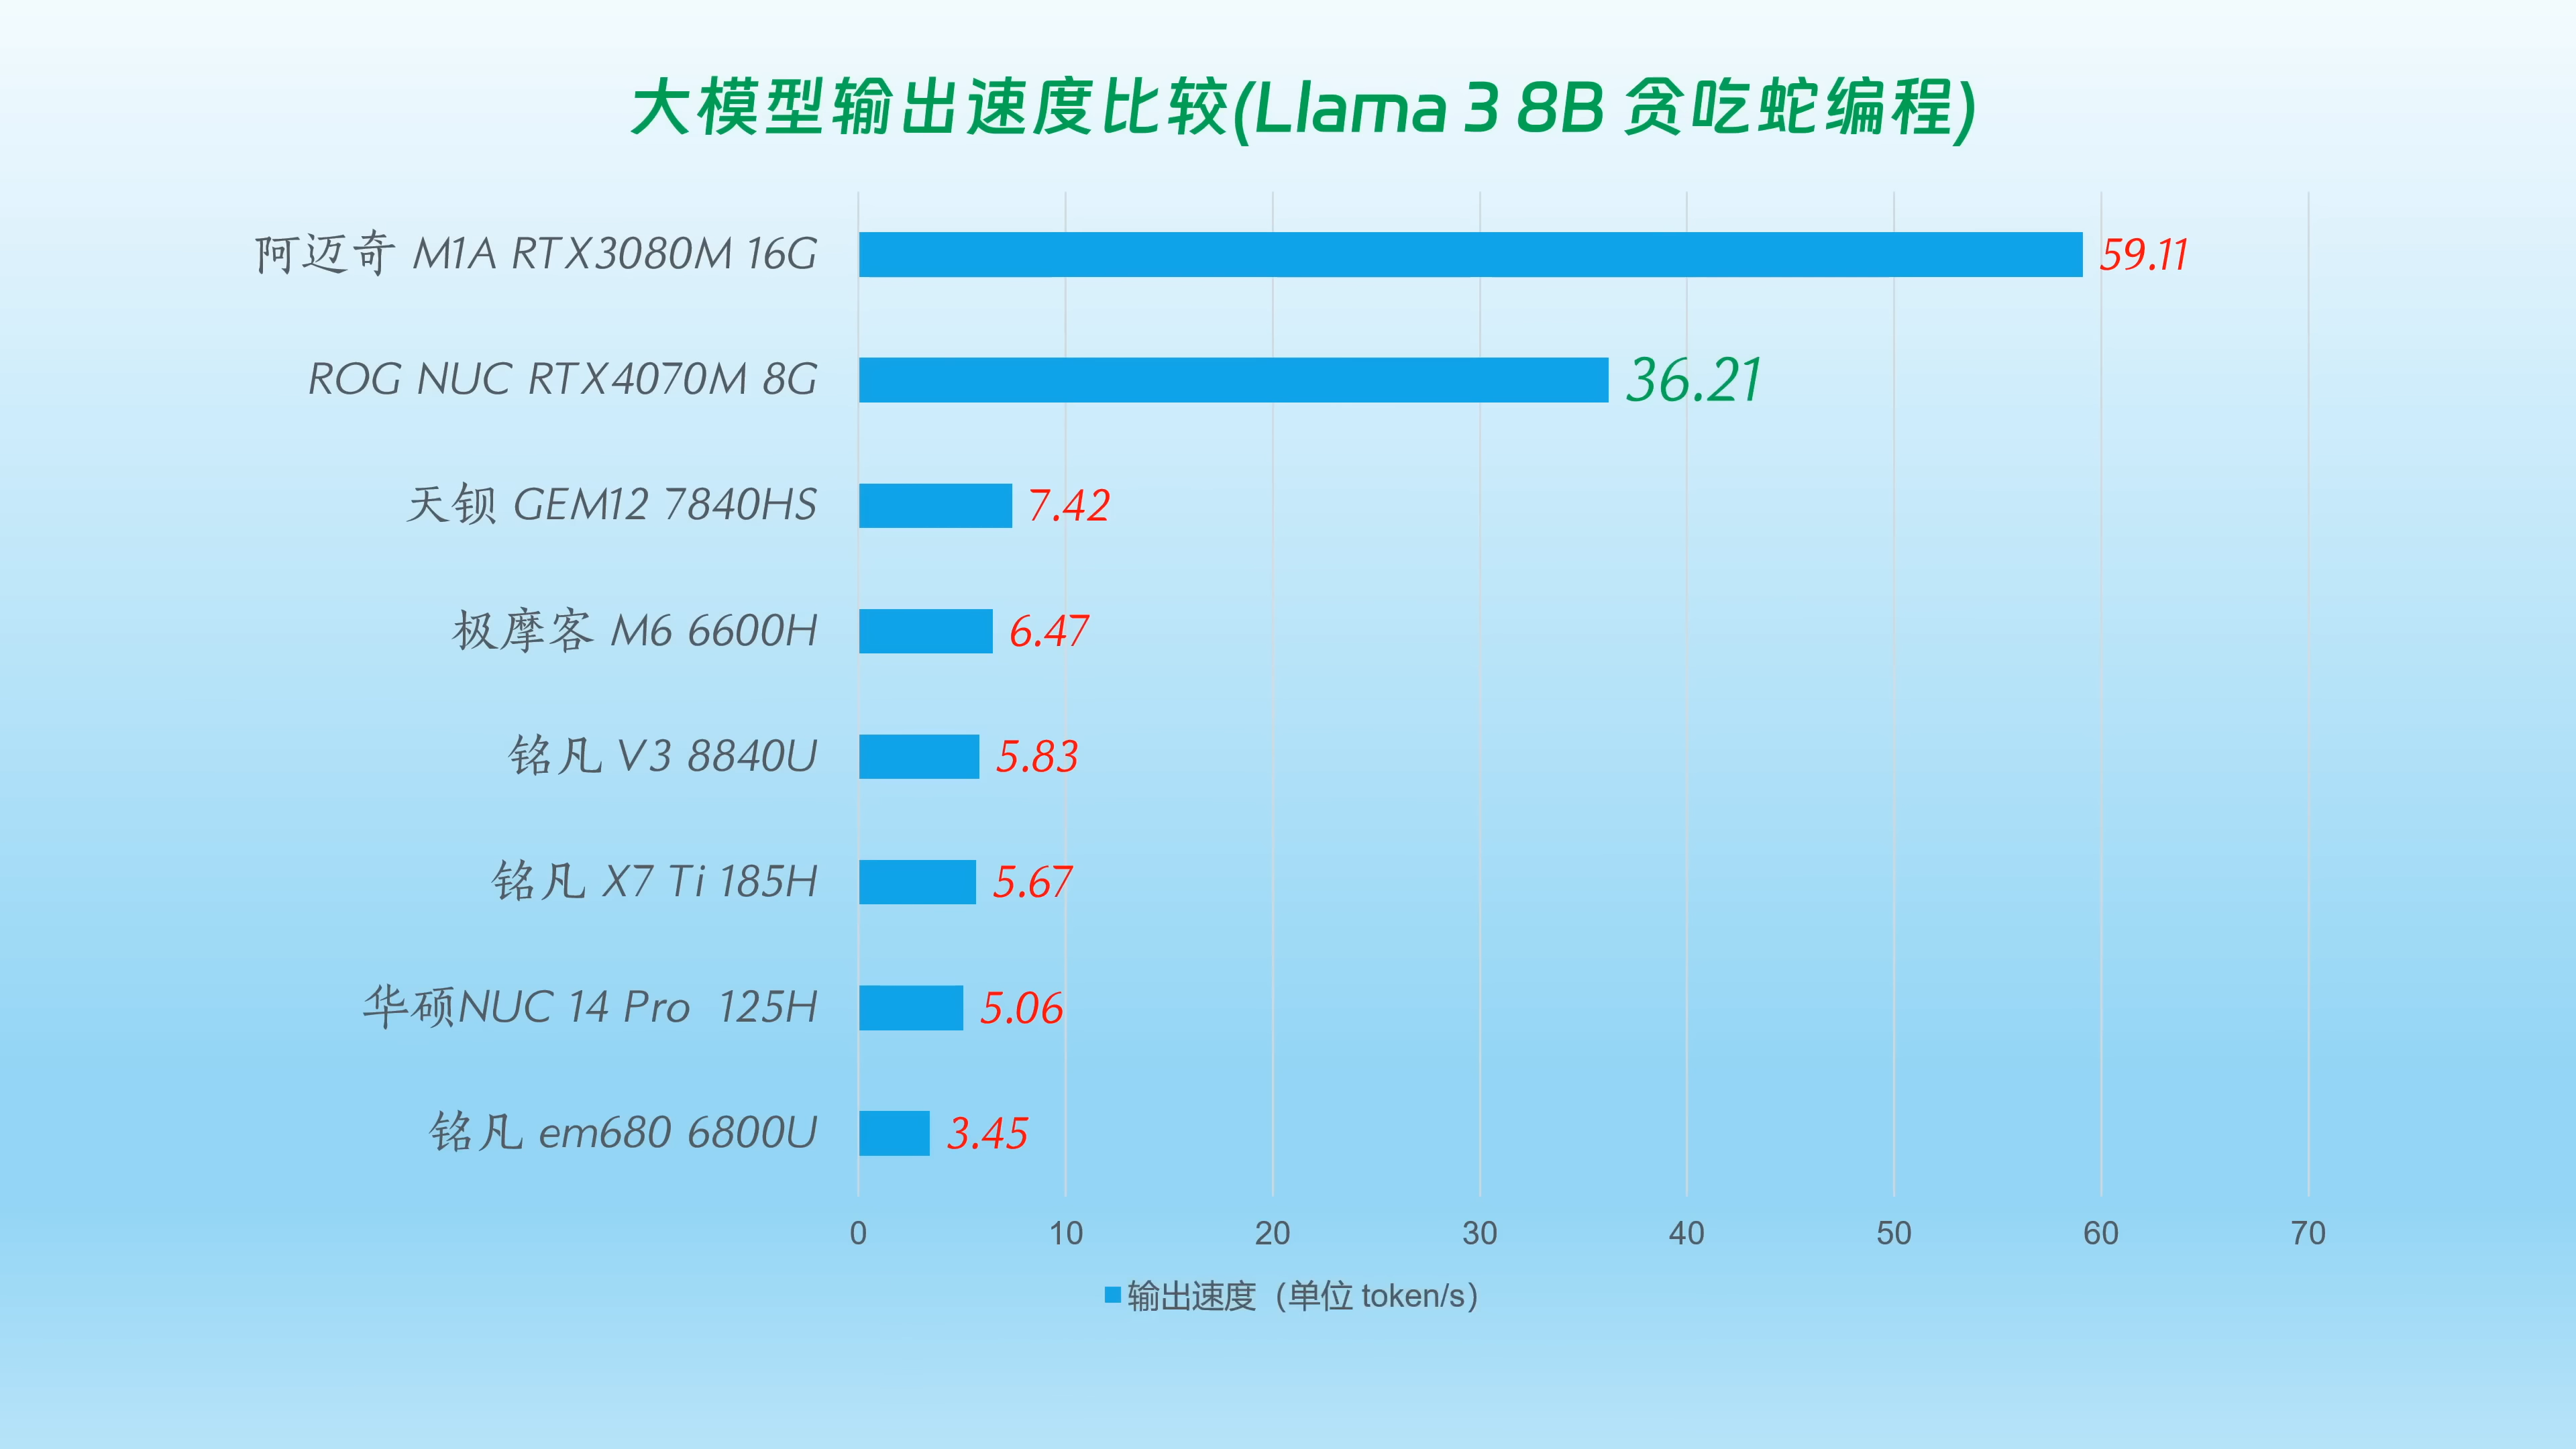 大模型输出速度比较(Llama 3 8B 贪吃蛇编程)
阿迈奇 M1A RTX3080M 16G
59.11
ROG NUC RTX4070M 8G
36.21
天钡 GEM12 7840HS
7.42
极摩客 M6 6600H
6.47
铭凡 V3 8840U
5.83
铭凡 X7 Ti 185H
5.67
华硕NUC 14 Pro  125H
5.06
铭凡 em680 6800U
3.45
0 10 20 30 40 50 60 70
输出速度（单位 token/s）